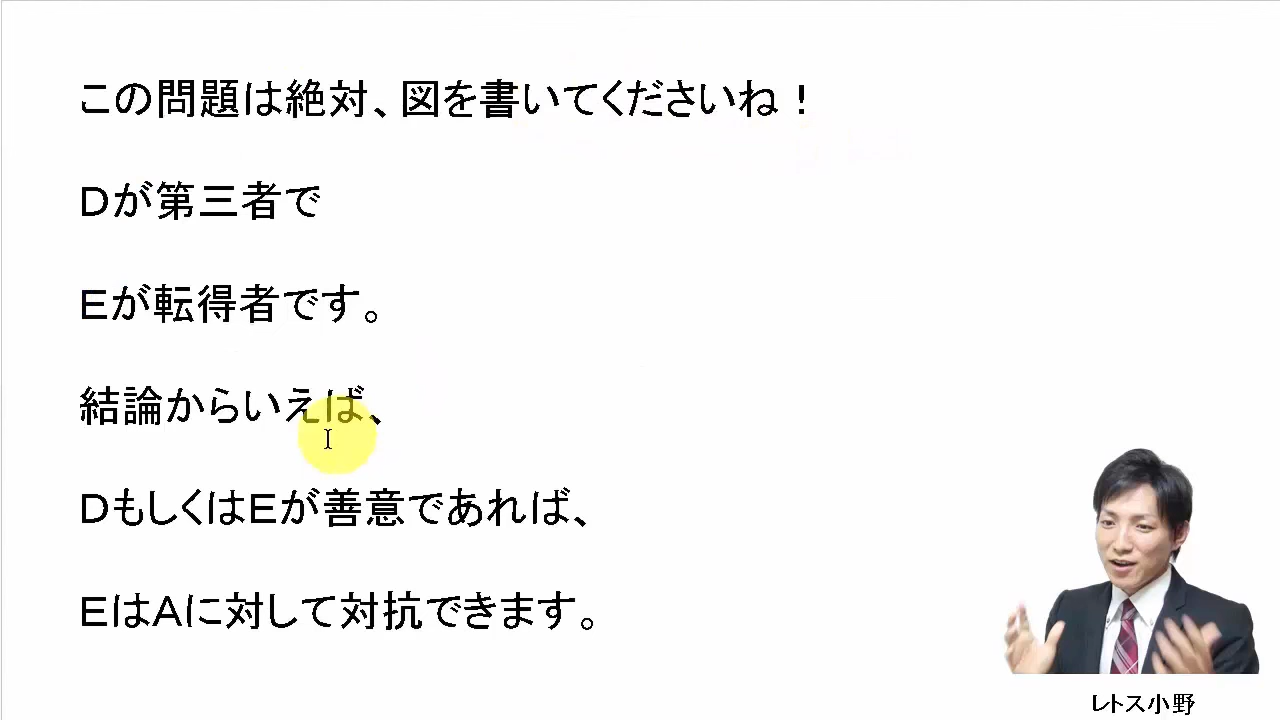 この問題は絶対、図を書いてくださいね！
Ｄが第三者で
Ｅが転得者です。
結論からいえば、
ＤもしくはＥが善意であれば、
ＥはＡに対して対抗できます。
レトス小野